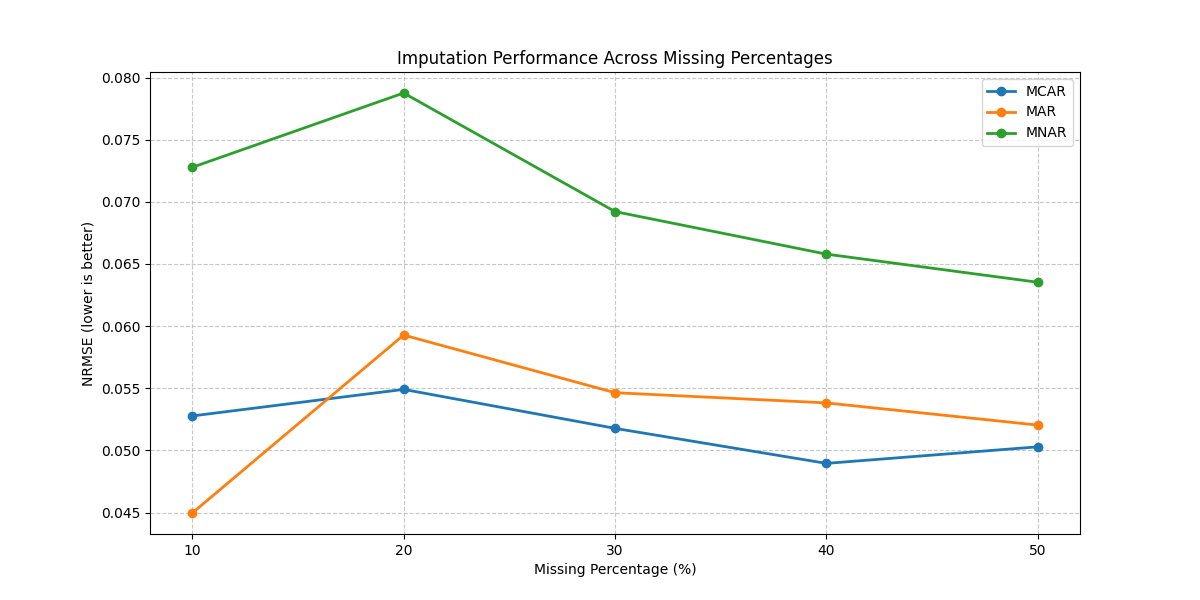 Imputation Performance Across Missing Percentages
MCAR
MAR
MNAR
NRMSE (lower is better)
0.080
0.075
0.070
0.065
0.060
0.055
0.050
0.045
10 20 30 40 50
Missing Percentage (%)